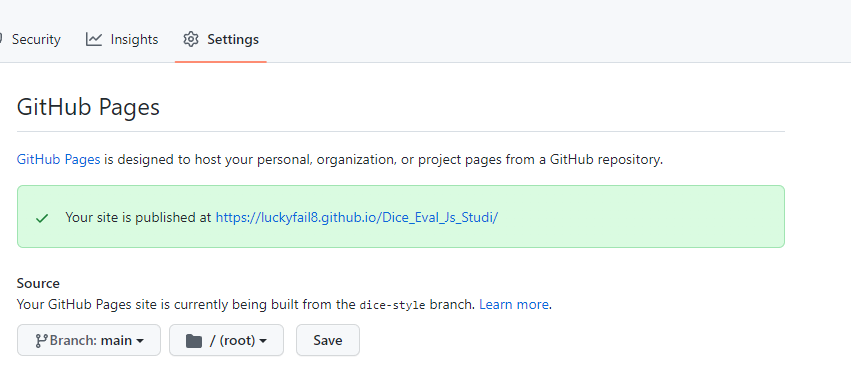 Security Insights Settings
GitHub Pages
GitHub Pages is designed to host your personal, organization, or project pages from a GitHub repository.
Your site is published at https://luckyfail8.github.io/Dice_Eval_Js_Studi/
Source
Your GitHub Pages site is currently being built from the dice-style branch. Learn more.
Branch: main / (root) Save